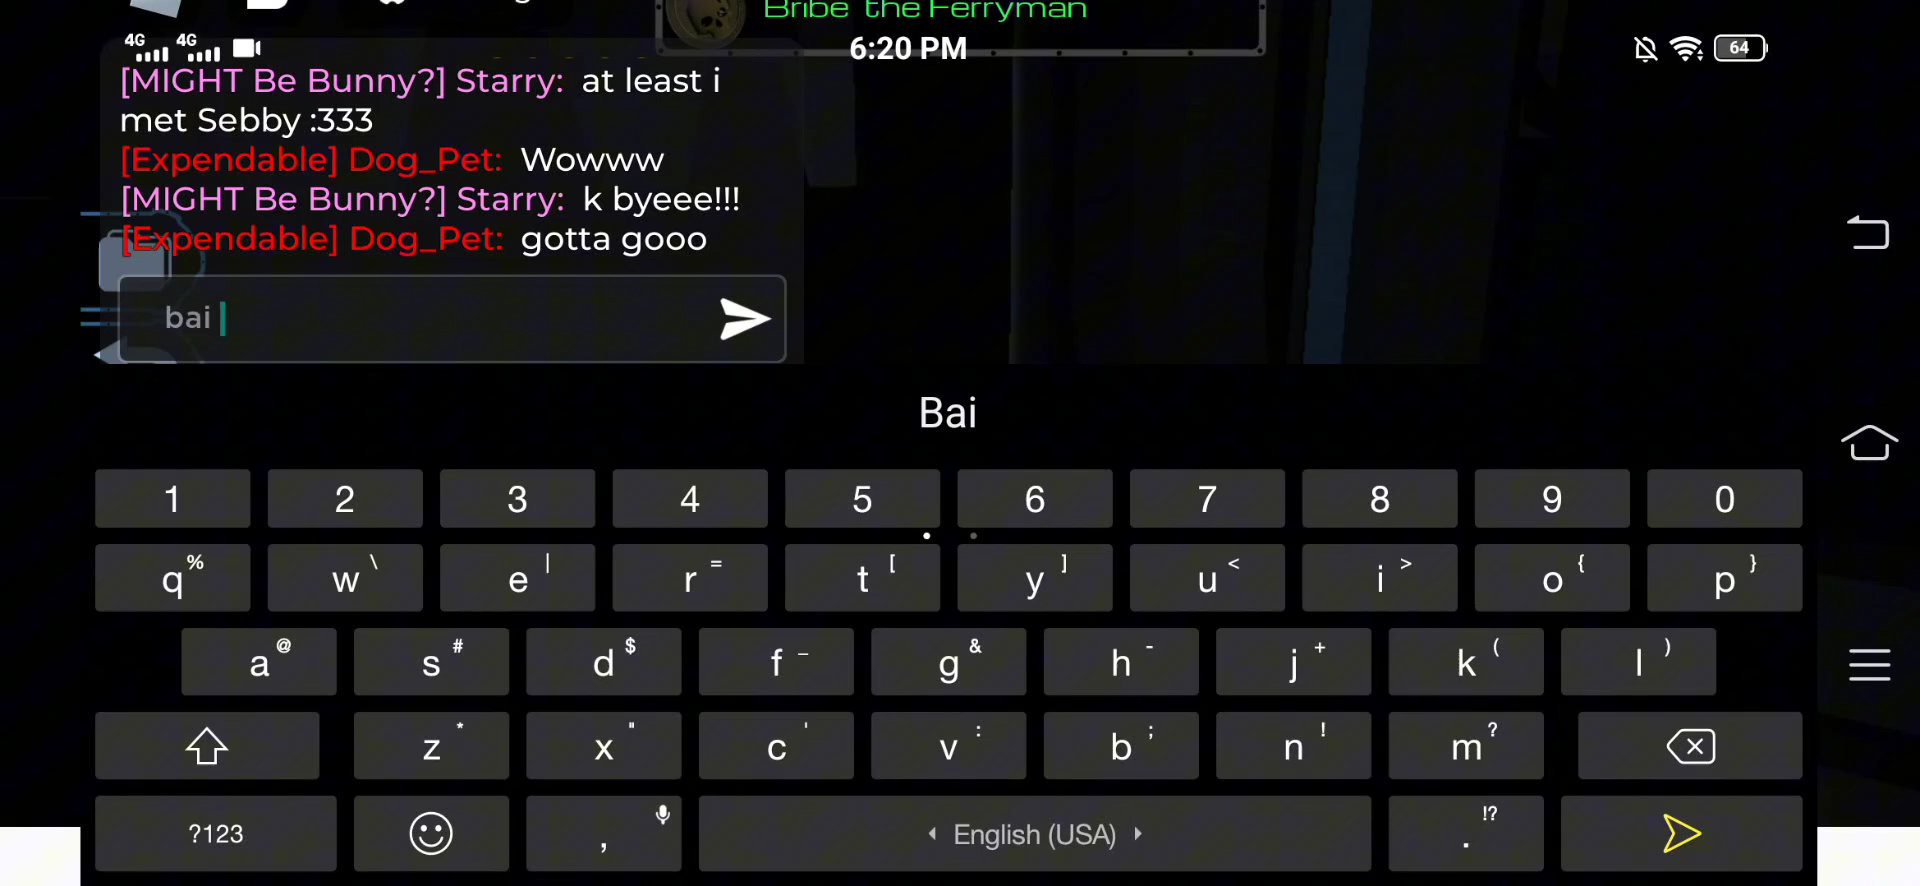 Bribe the Ferryman
4G 4G 6:20 PM 64
[MIGHT Be Bunny?] Starry: at least i
met Sebby :333
[Expendable] Dog_Pet: Wowww
[MIGHT Be Bunny?] Starry: k byeee!!!
[Expendable] Dog_Pet: gotta gooo
bai
Bai
1 2 3 4 5 6 7 8 9 0
q % w \ e | r = t [ y ] u < i > o { p }
a @ s # d $ f _ g & h - j + k ( l )
z * x " c ' v : b ; n ! m ?
?123 , English (USA) . !?